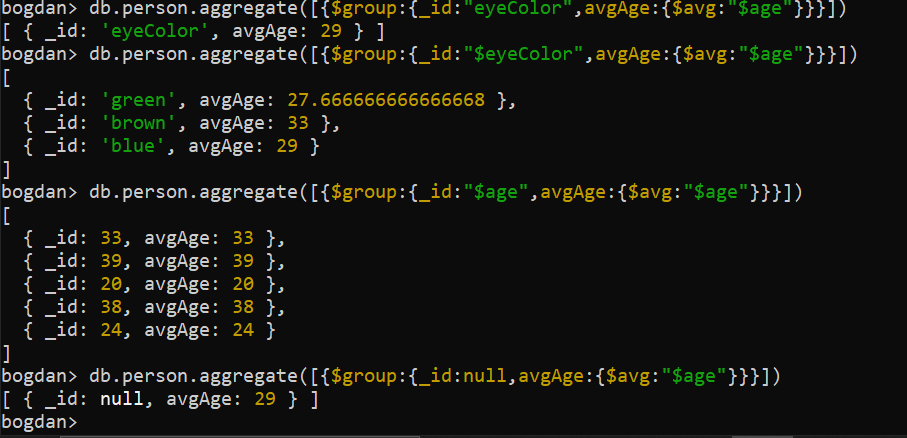 bogdan> db.person.aggregate([{$group:{_id:"eyeColor",avgAge:{$avg:"$age"}}}])
[ { _id: 'eyeColor', avgAge: 29 } ]
bogdan> db.person.aggregate([{$group:{_id:"$eyeColor",avgAge:{$avg:"$age"}}}])
[
  { _id: 'green', avgAge: 27.666666666666668 },
  { _id: 'brown', avgAge: 33 },
  { _id: 'blue', avgAge: 29 }
]
bogdan> db.person.aggregate([{$group:{_id:"$age",avgAge:{$avg:"$age"}}}])
[
  { _id: 33, avgAge: 33 },
  { _id: 39, avgAge: 39 },
  { _id: 20, avgAge: 20 },
  { _id: 38, avgAge: 38 },
  { _id: 24, avgAge: 24 }
]
bogdan> db.person.aggregate([{$group:{_id:null,avgAge:{$avg:"$age"}}}])
[ { _id: null, avgAge: 29 } ]
bogdan>